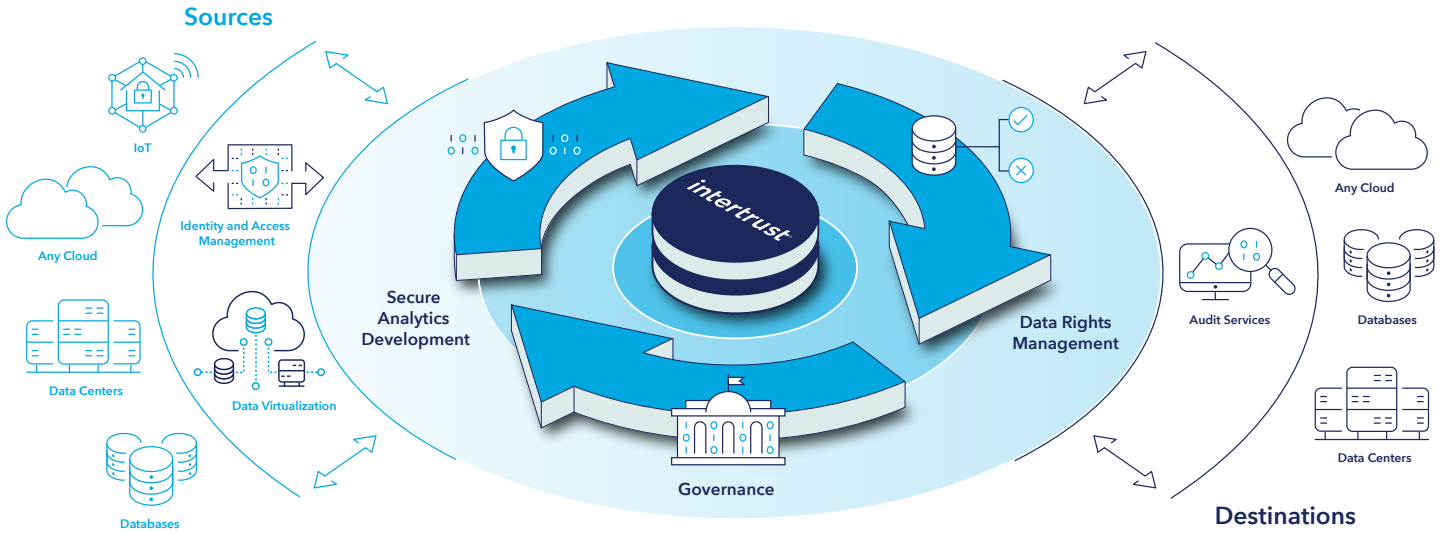 Sources
IoT
Identity and Access
Management
Any Cloud
Data Centers
Data Virtualization
Databases
Secure
Analytics
Development
intertrust
Data Rights
Management
Governance
Any Cloud
Audit Services
Databases
Data Centers
Destinations